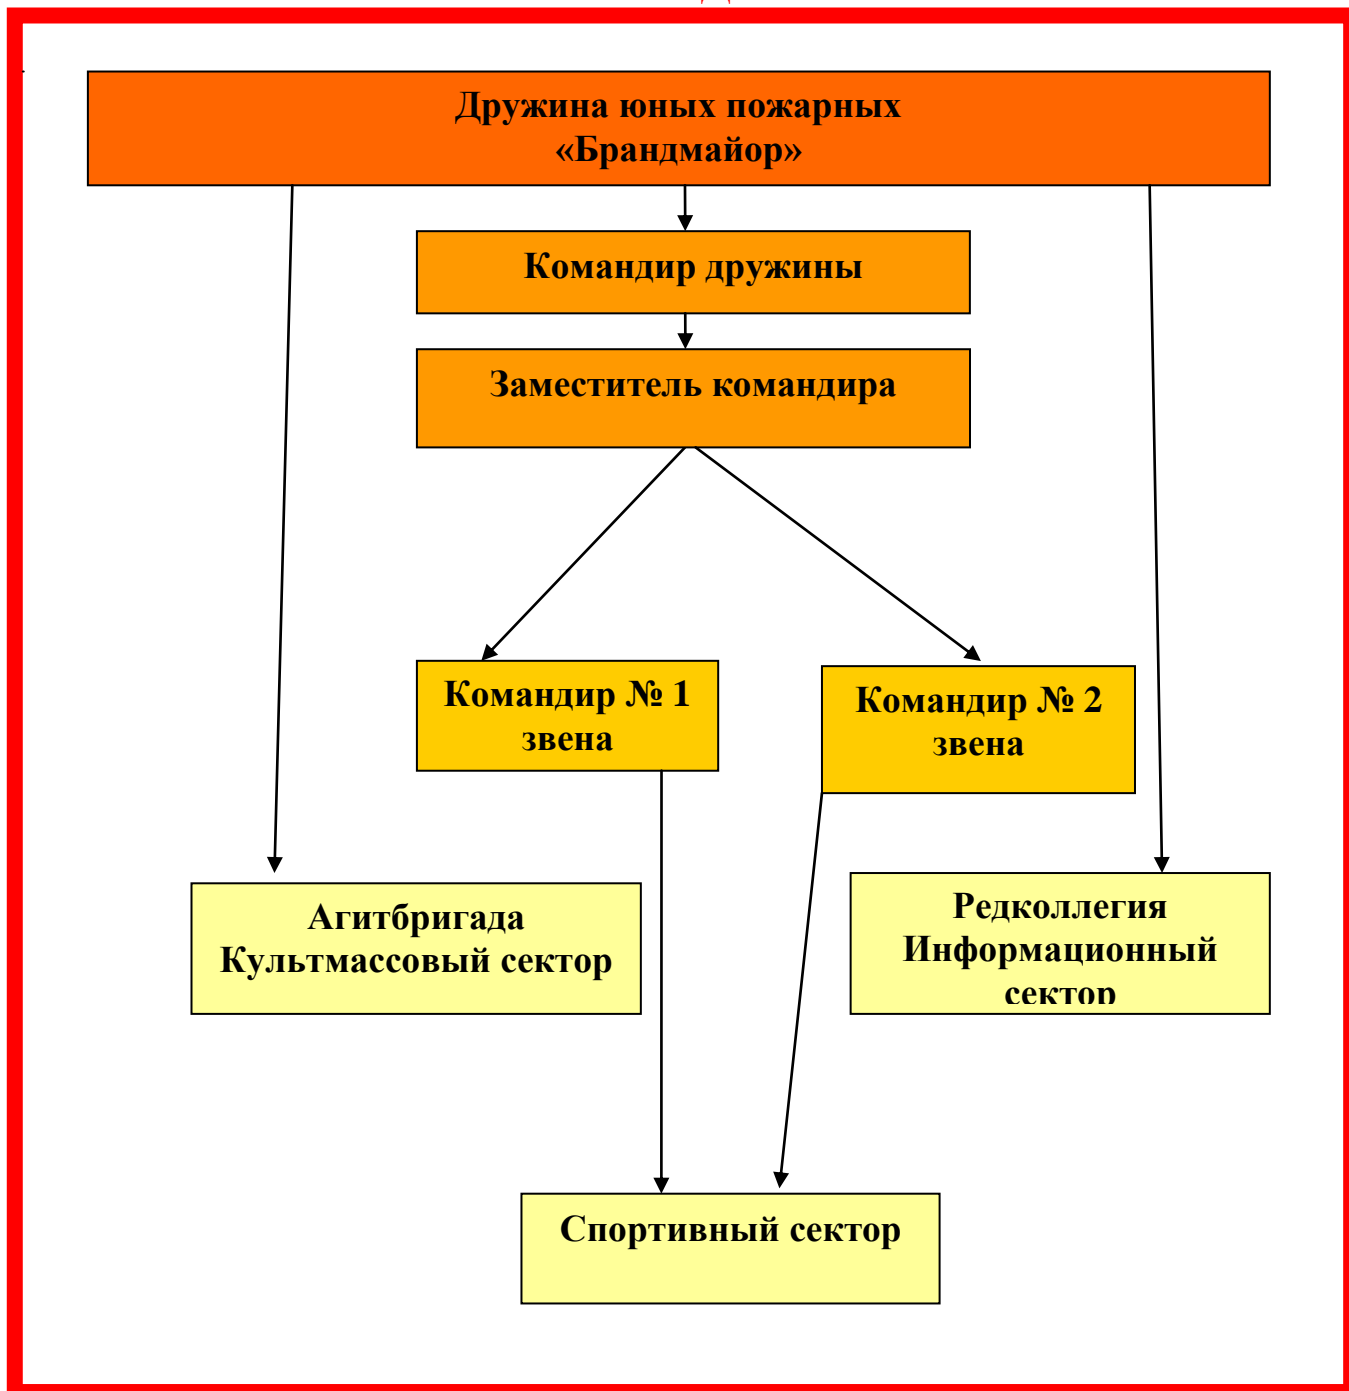 Дружина юных пожарных
«Брандмайор»
Командир дружины
Заместитель командира
Командир № 1
звена
Командир № 2
звена
Агитбригада
Культмассовый сектор
Редколлегия
Информационный
сектор
Спортивный сектор